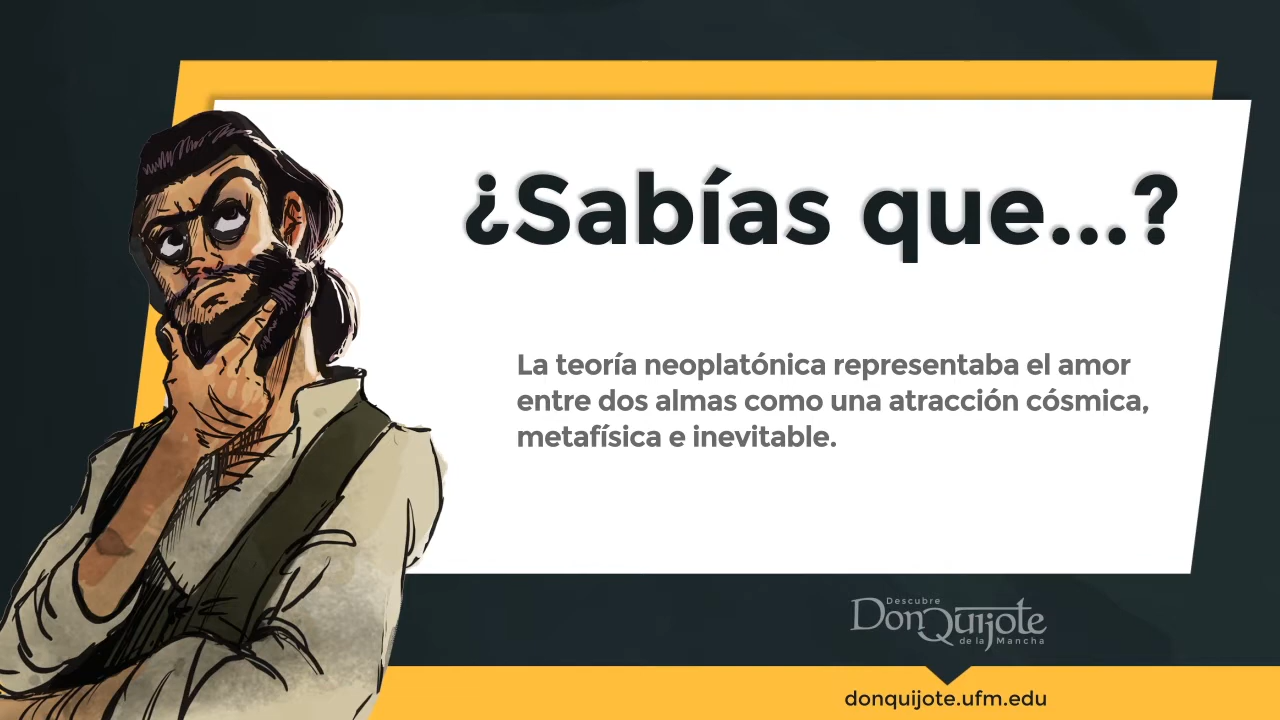 ¿Sabías que...?
La teoría neoplatónica representaba el amor
entre dos almas como una atracción cósmica,
metafísica e inevitable.
Descubre
DonQuijote
de la Mancha
donquijote.ufm.edu